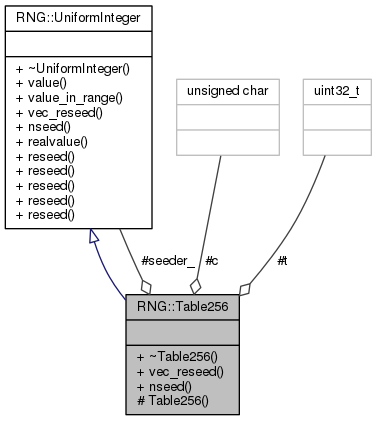 RNG::UniformInteger
+ ~UniformInteger()
+ value()
+ value_in_range()
+ vec_reseed()
+ nseed()
+ realvalue()
+ reseed()
+ reseed()
+ reseed()
+ reseed()
+ reseed()
unsigned char
uint32_t
#seeder_
#c
#t
RNG::Table256
+ ~Table256()
+ vec_reseed()
+ nseed()
# Table256()